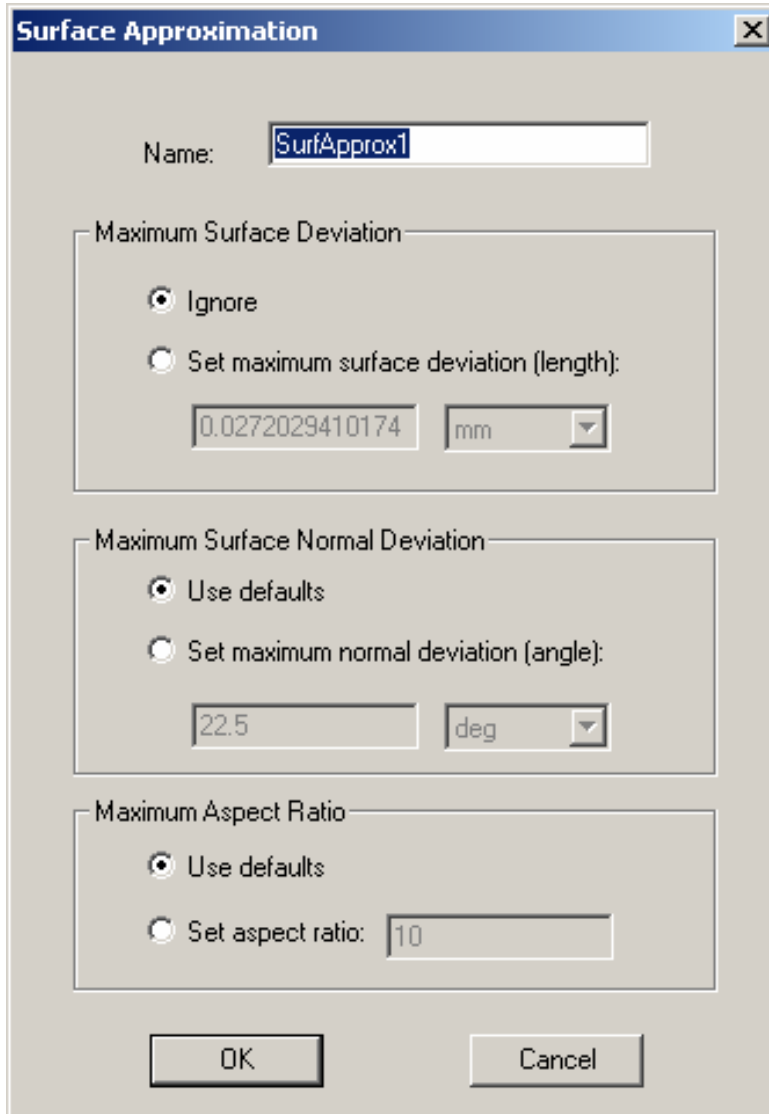 Surface Approximation
Name: SurfApprox1
Maximum Surface Deviation
Ignore
Set maximum surface deviation (length):
0.0272029410174 mm
Maximum Surface Normal Deviation
Use defaults
Set maximum normal deviation (angle):
22.5 deg
Maximum Aspect Ratio
Use defaults
Set aspect ratio: 10
OK Cancel